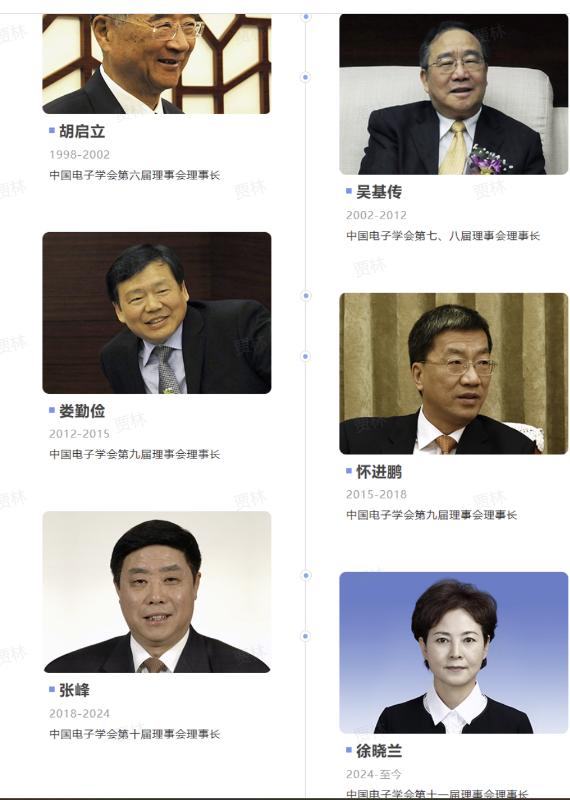 胡启立
1998-2002
中国电子学会第六届理事会理事长
吴基传
2002-2012
中国电子学会第七、八届理事会理事长
娄勤俭
2012-2015
中国电子学会第九届理事会理事长
怀进鹏
2015-2018
中国电子学会第九届理事会理事长
张峰
2018-2024
中国电子学会第十届理事会理事长
徐晓兰
2024-至今
中国电子学会第十一届理事会理事长
贾林